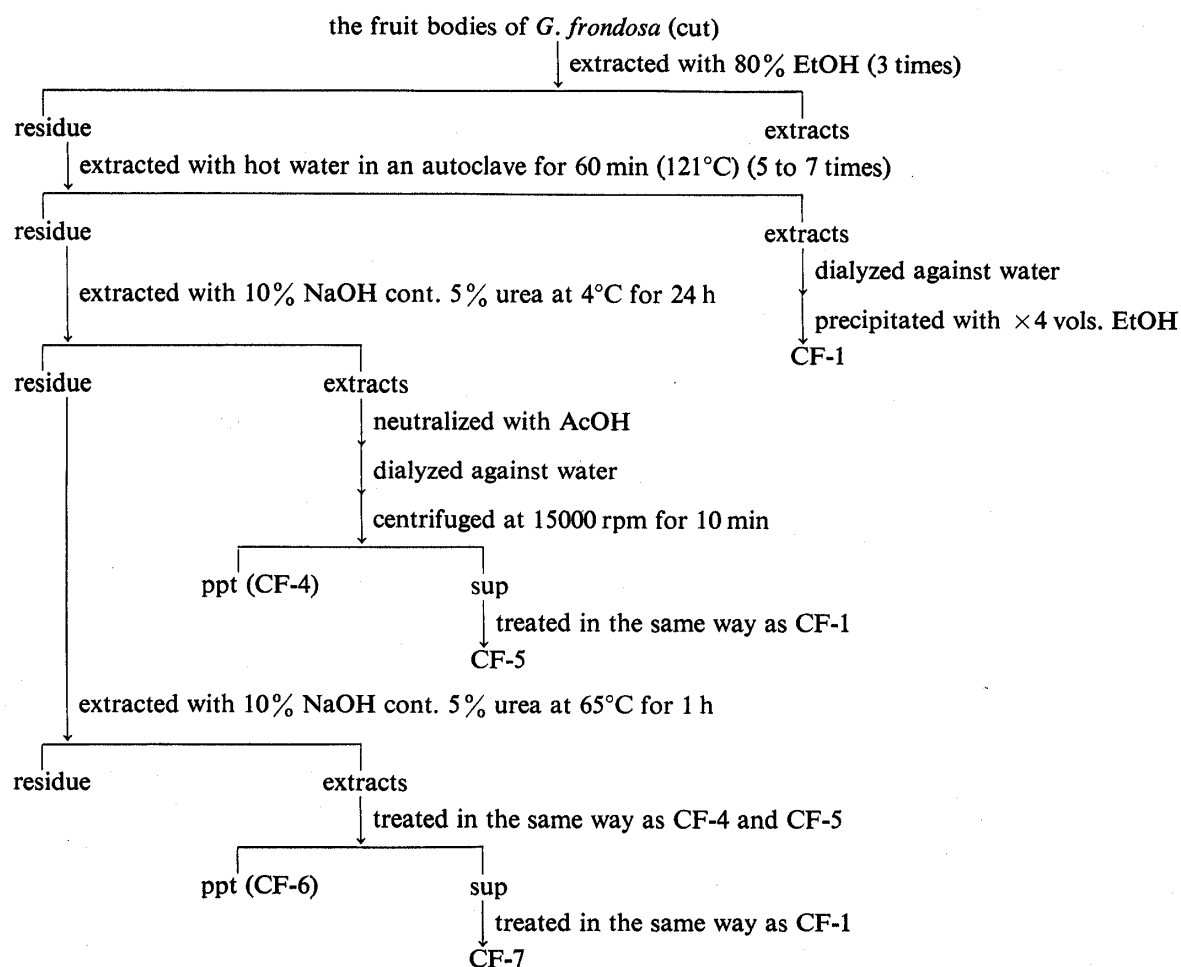 the fruit bodies of G. frondosa (cut)
extracted with 80% EtOH (3 times)
residue extracts
extracted with hot water in an autoclave for 60 min (121°C) (5 to 7 times)
residue extracts
dialyzed against water
extracted with 10% NaOH cont. 5% urea at 4°C for 24 h
precipitated with ×4 vols. EtOH
CF-1
residue extracts
neutralized with AcOH
dialyzed against water
centrifuged at 15000 rpm for 10 min
ppt (CF-4) sup
treated in the same way as CF-1
CF-5
extracted with 10% NaOH cont. 5% urea at 65°C for 1 h
residue extracts
treated in the same way as CF-4 and CF-5
ppt (CF-6) sup
treated in the same way as CF-1
CF-7